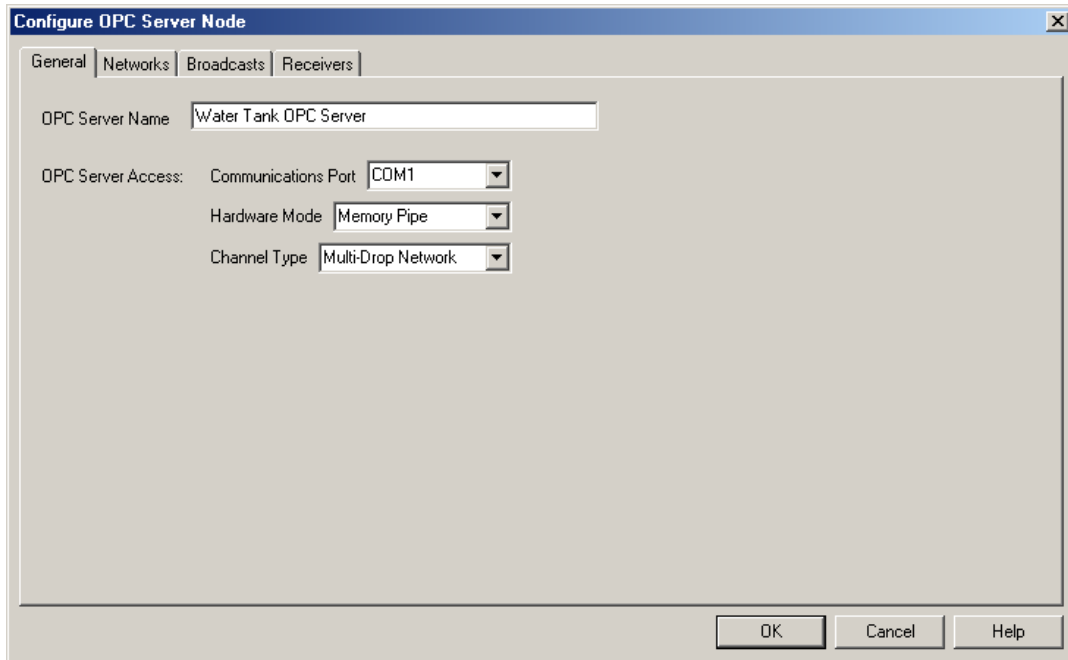 Configure OPC Server Node
General Networks Broadcasts Receivers
OPC Server Name Water Tank OPC Server
OPC Server Access: Communications Port COM1
Hardware Mode Memory Pipe
Channel Type Multi-Drop Network
OK Cancel Help